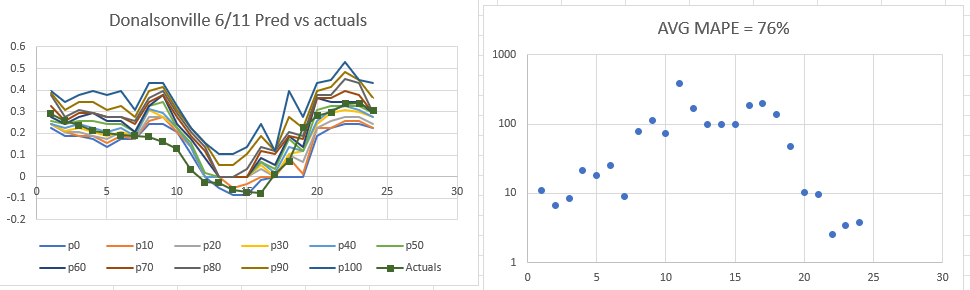 Donalsonville 6/11 Pred vs actuals
0.6
0.5
0.4
0.3
0.2
0.1
0
-0.1
-0.2
0 5 10 15 20 25 30
p0 p10 p20 p30 p40 p50
p60 p70 p80 p90 p100 Actuals
AVG MAPE = 76%
1000
100
10
1
0 5 10 15 20 25 30